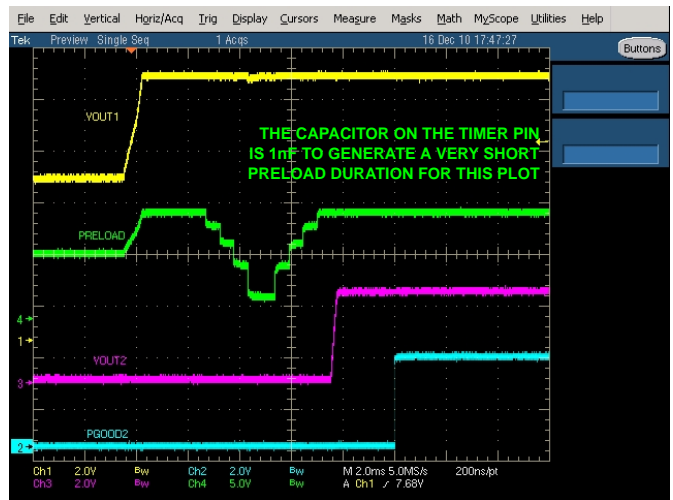 File Edit Vertical Horiz/Acq Trig Display Cursors Measure Masks Math MyScope Utilities Help
Tek Preview Single Seq 1 Acqs 16 Dec 10 17:47:27
Buttons
VOUT1
THE CAPACITOR ON THE TIMER PIN
IS 1nF TO GENERATE A VERY SHORT
PRELOAD DURATION FOR THIS PLOT
PRELOAD
4
1
VOUT2
3
PGOOD2
2
Ch1 2.0V Bw Ch2 2.0V Bw M 2.0ms 5.0MS/s 200ns/pt
Ch3 2.0V Bw Ch4 5.0V Bw A Ch1 / 7.68V